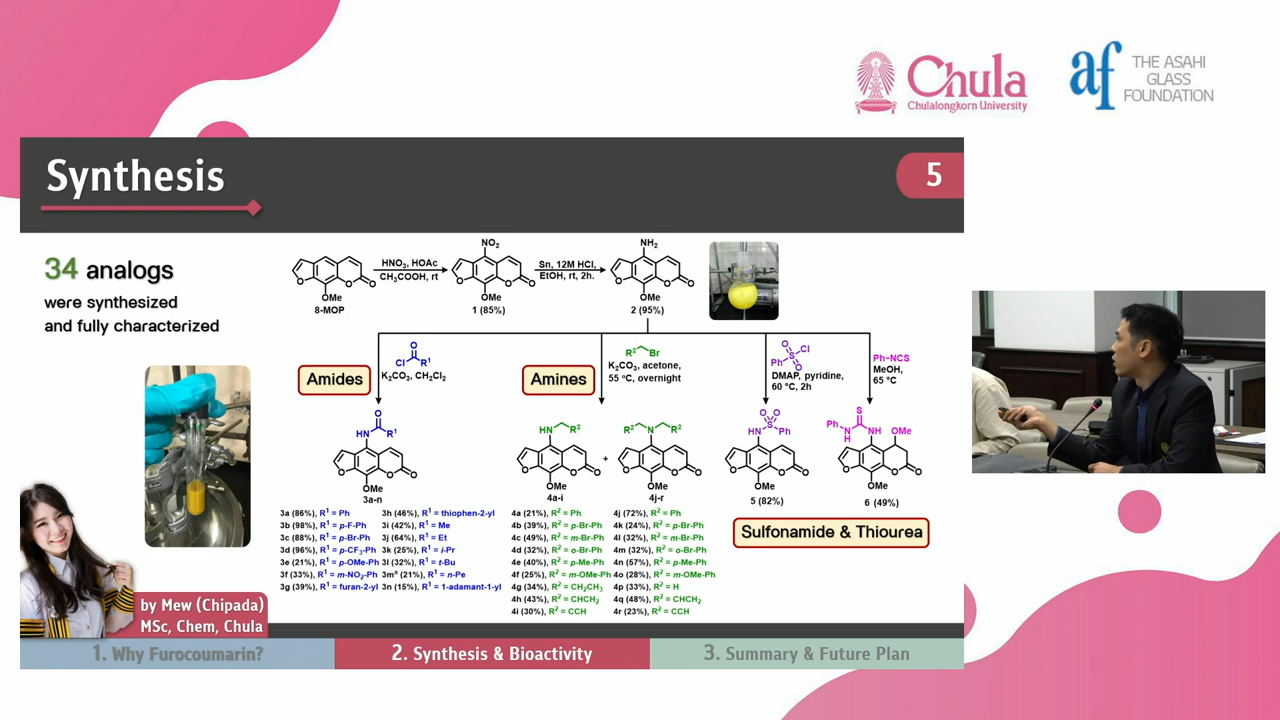 Chula
Chulalongkorn University
af
THE ASAHI
GLASS
FOUNDATION
Synthesis
5
34 analogs
were synthesized
and fully characterized
8-MOP
OMe
HNO₃, HOAc
CH₃COOH, rt
NO₂
OMe
1 (85%)
Sn, 12M HCl,
EtOH, rt, 2h.
NH₂
OMe
2 (95%)
Amides
Cl O R¹
K₂CO₃, CH₂Cl₂
HN O R¹
OMe
3a-n
Amines
R² Br
K₂CO₃, acetone,
55 °C, overnight
HN R²
OMe
4a-i
+
R² N R²
OMe
4j-r
Ph S O O Cl
DMAP, pyridine,
60 °C, 2h
HN S O O Ph
OMe
5 (82%)
Ph-NCS
MeOH,
65 °C
Ph N H S NH OMe
OMe
6 (49%)
Sulfonamide & Thiourea
3a (86%), R¹ = Ph
3b (98%), R¹ = p-F-Ph
3c (88%), R¹ = p-Br-Ph
3d (96%), R¹ = p-CF₃-Ph
3e (21%), R¹ = p-OMe-Ph
3f (33%), R¹ = m-NO₂-Ph
3g (39%), R¹ = furan-2-yl
3h (46%), R¹ = thiophen-2-yl
3i (42%), R¹ = Me
3j (64%), R¹ = Et
3k (25%), R¹ = i-Pr
3l (32%), R¹ = t-Bu
3mᵃ (21%), R¹ = n-Pe
3n (15%), R¹ = 1-adamant-1-yl
4a (21%), R² = Ph
4b (39%), R² = p-Br-Ph
4c (49%), R² = m-Br-Ph
4d (32%), R² = o-Br-Ph
4e (40%), R² = p-Me-Ph
4f (25%), R² = m-OMe-Ph
4g (34%), R² = CH₂CH₃
4h (43%), R² = CHCH₂
4i (30%), R² = CCH
4j (72%), R² = Ph
4k (24%), R² = p-Br-Ph
4l (32%), R² = m-Br-Ph
4m (32%), R² = o-Br-Ph
4n (57%), R² = p-Me-Ph
4o (28%), R² = m-OMe-Ph
4p (33%), R² = H
4q (48%), R² = CHCH₂
4r (23%), R² = CCH
by Mew (Chipada)
MSc, Chem, Chula
1. Why Furocoumarin?
2. Synthesis & Bioactivity
3. Summary & Future Plan